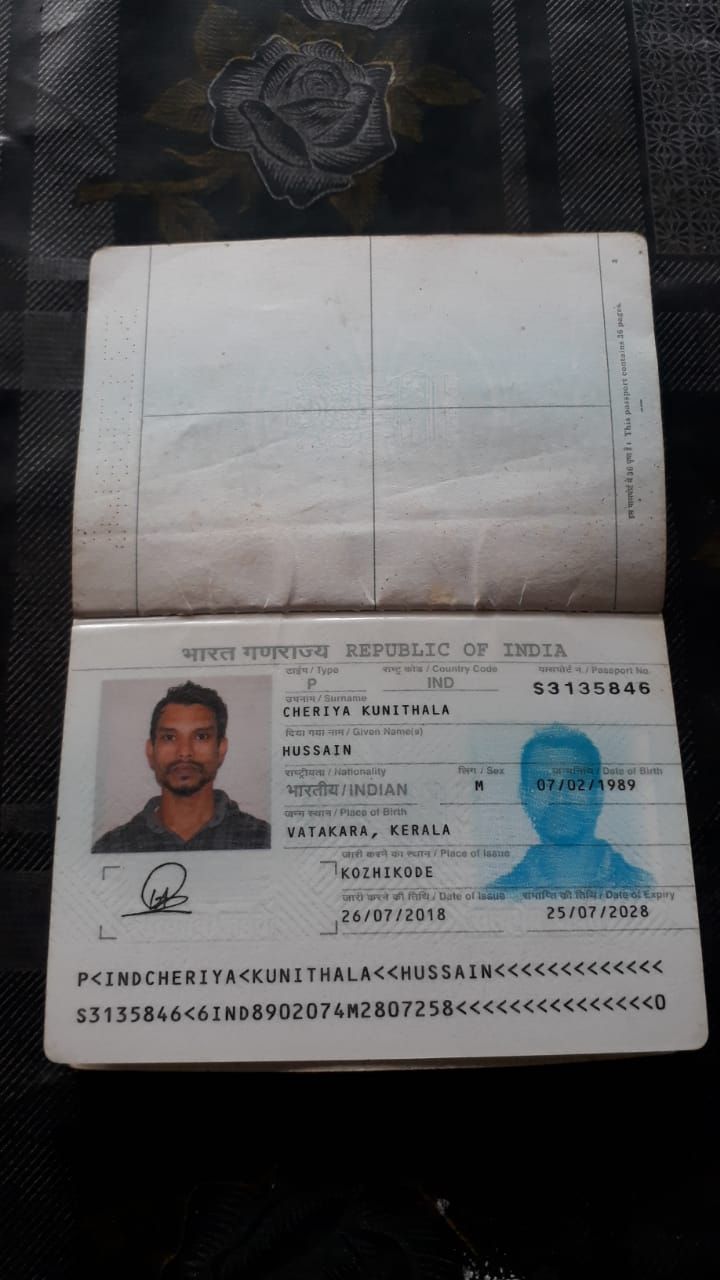 इस पासपोर्ट में 36 पृष्ठ हैं। This passport contains 36 pages.
भारत गणराज्य REPUBLIC OF INDIA
टाईप / Type राष्ट्र कोड / Country Code पासपोर्ट न. / Passport No.
P IND S3135846
उपनाम / Surname
CHERIYA KUNITHALA
दिया गया नाम / Given Name(s)
HUSSAIN
राष्ट्रीयता / Nationality लिंग / Sex जन्मतिथि / Date of Birth
भारतीय / INDIAN M 07/02/1989
जन्म स्थान / Place of Birth
VATAKARA, KERALA
जारी करने का स्थान / Place of Issue
KOZHIKODE
जारी करने की तिथि / Date of Issue समाप्ति की तिथि / Date of Expiry
26/07/2018 25/07/2028
P<INDCHERIYA<KUNITHALA<<HUSSAIN<<<<<<<<<<<<<
S3135846<6IND8902074M2807258<<<<<<<<<<<<<<<0